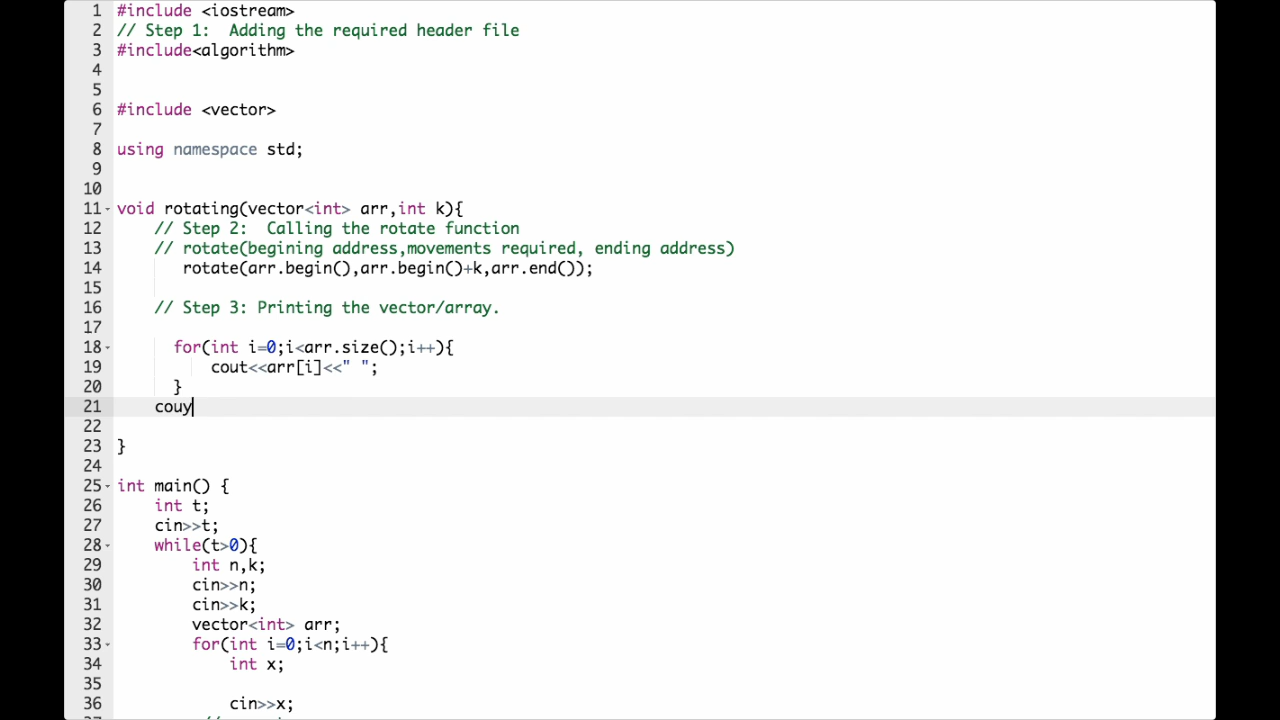 1 #include <iostream>
2 // Step 1:  Adding the required header file
3 #include<algorithm>
4
5
6 #include <vector>
7
8 using namespace std;
9
10
11 void rotating(vector<int> arr,int k){
12     // Step 2:  Calling the rotate function
13     // rotate(begining address,movements required, ending address)
14        rotate(arr.begin(),arr.begin()+k,arr.end());
15
16     // Step 3: Printing the vector/array.
17
18       for(int i=0;i<arr.size();i++){
19           cout<<arr[i]<<" ";
20       }
21     couy
22
23 }
24
25 int main() {
26     int t;
27     cin>>t;
28     while(t>0){
29         int n,k;
30         cin>>n;
31         cin>>k;
32         vector<int> arr;
33         for(int i=0;i<n;i++){
34             int x;
35
36             cin>>x;